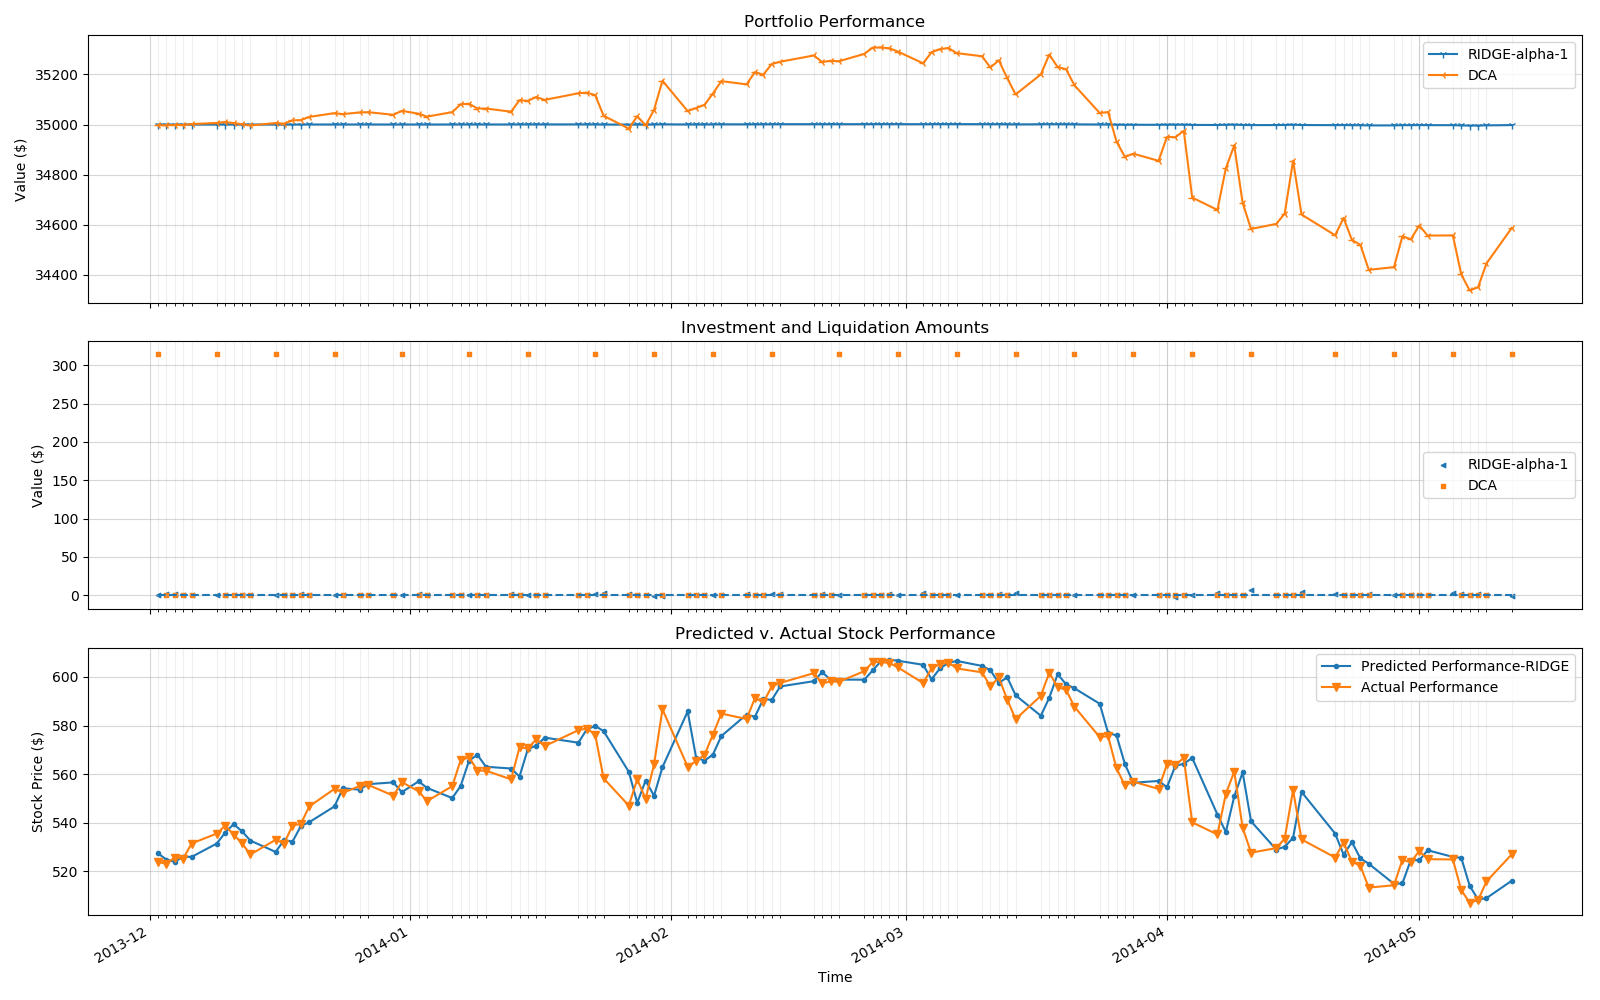 Portfolio Performance
35200
35000
34800
34600
34400
Value ($)
RIDGE-alpha-1
DCA
Investment and Liquidation Amounts
300
250
200
150
100
50
0
Value ($)
RIDGE-alpha-1
DCA
Predicted v. Actual Stock Performance
600
580
560
540
520
Stock Price ($)
Predicted Performance-RIDGE
Actual Performance
2013-12
2014-01
2014-02
2014-03
2014-04
2014-05
Time